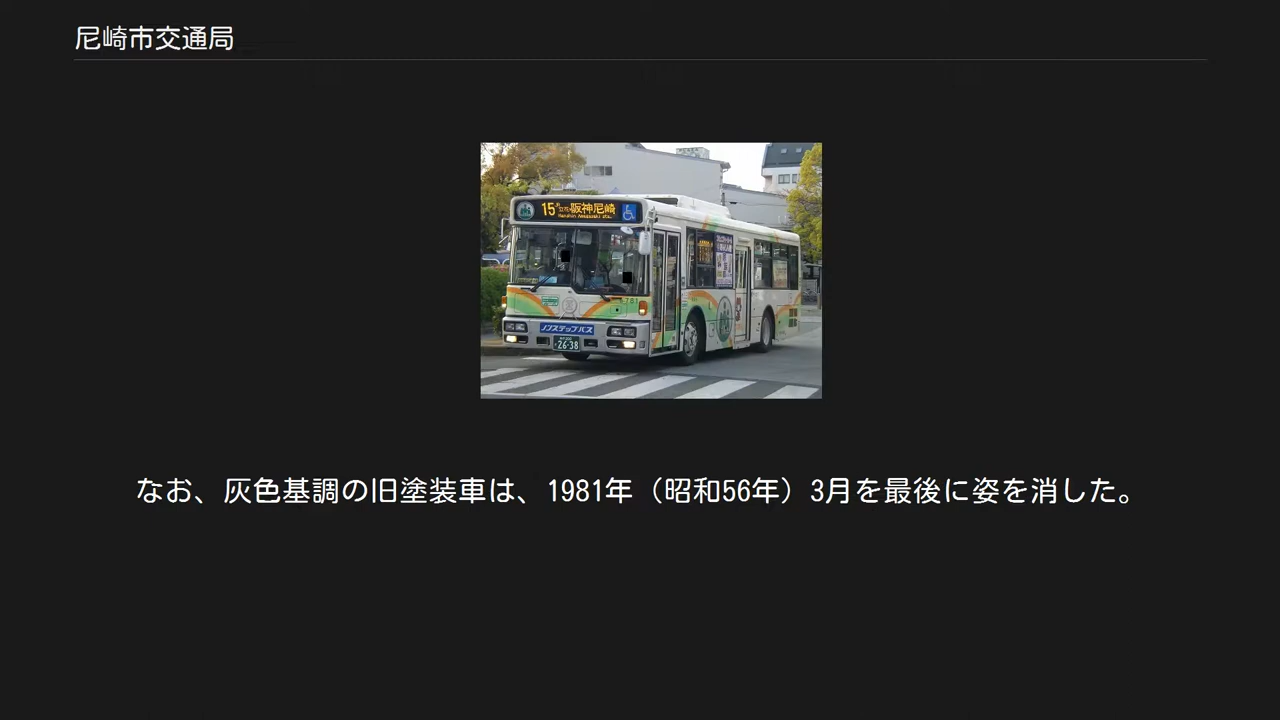 尼崎市交通局
15 阪神尼崎
ノンステップバス
26-38
なお、灰色基調の旧塗装車は、1981年（昭和56年）3月を最後に姿を消した。